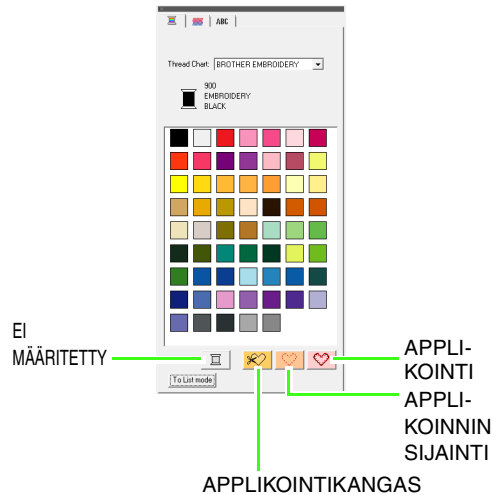 ABC
Thread Chart: BROTHER EMBROIDERY
900
EMBROIDERY
BLACK
EI
MÄÄRITETTY
To List mode
APPLI-
KOINTI
APPLI-
KOINNIN
SIJAINTI
APPLIKOINTIKANGAS